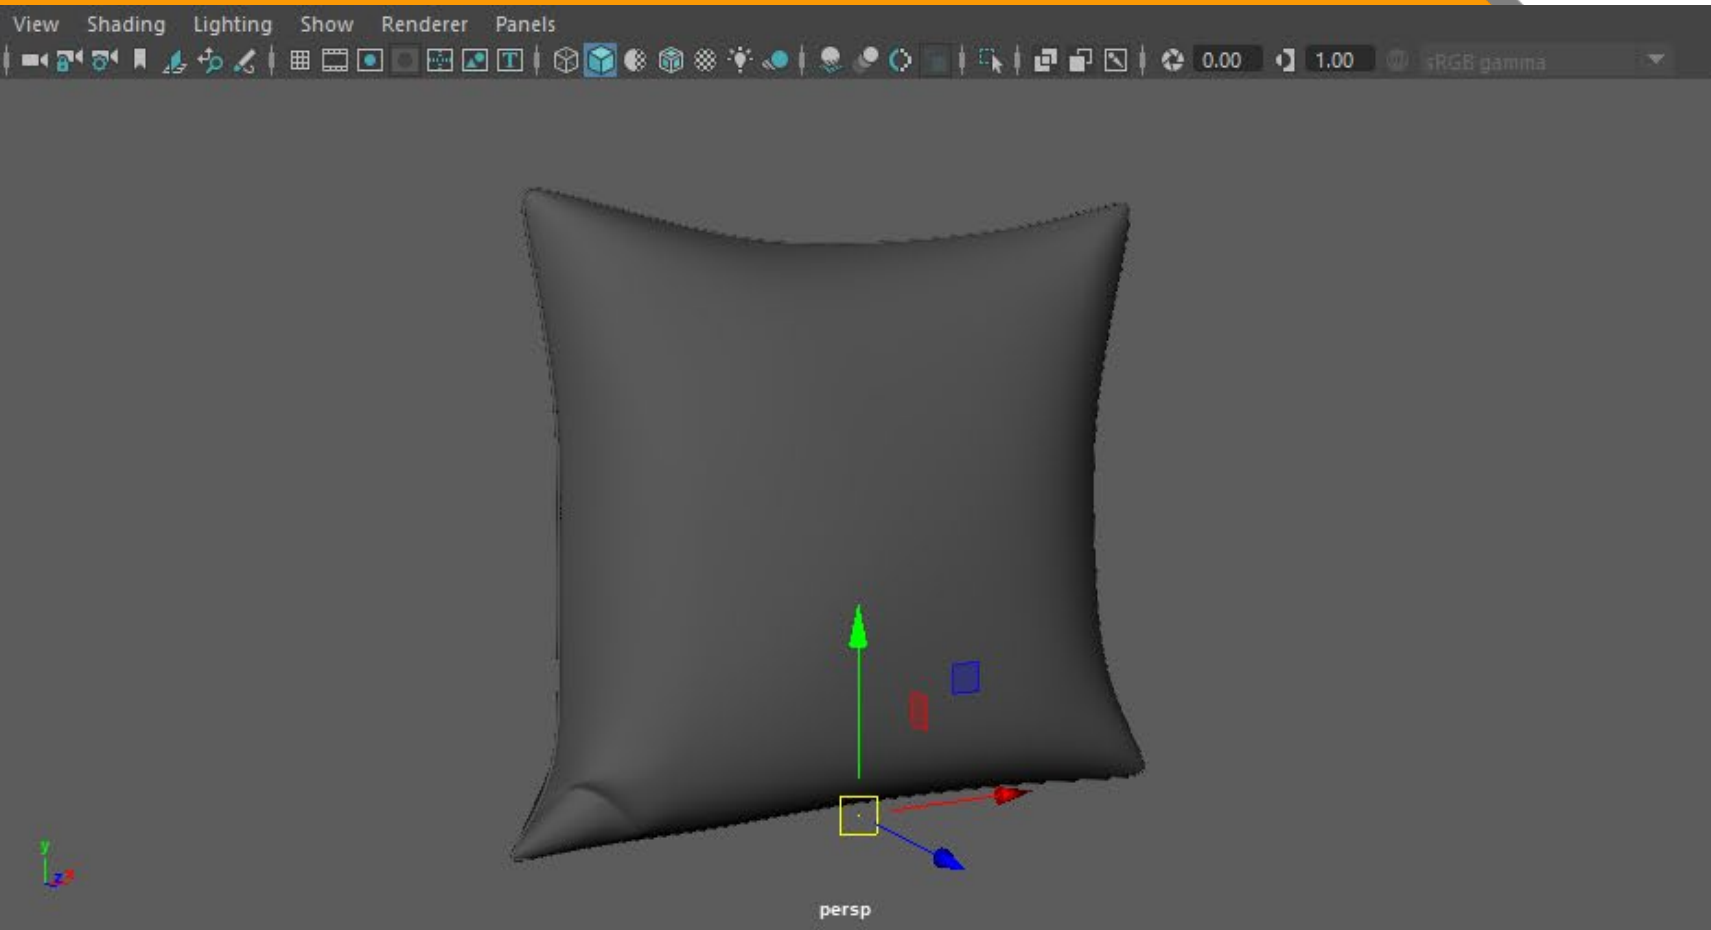 View Shading Lighting Show Renderer Panels
T 0.00 1.00 sRGB gamma
y
z x
persp